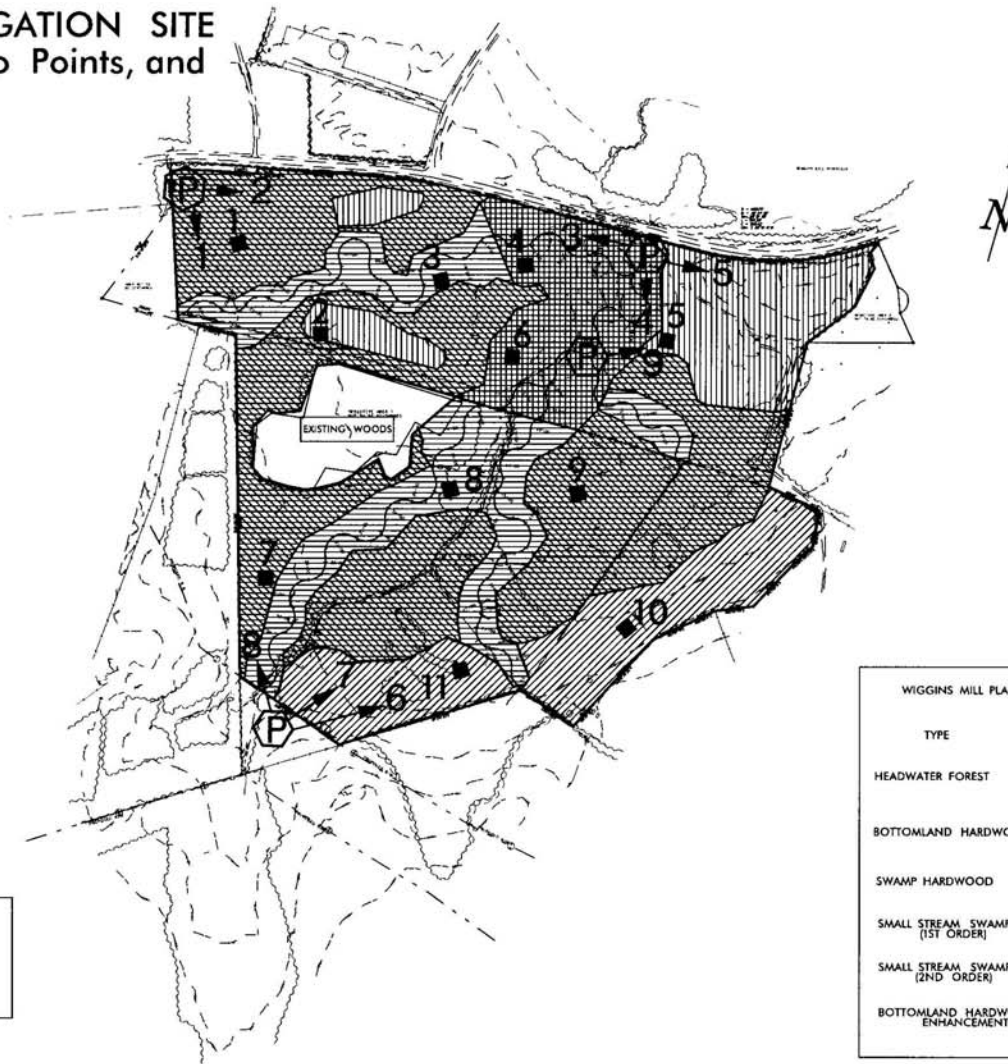 GATION SITE
o Points, and
P 2
1 1
3 4 3 P
5
2 6 4 5
P 9
EXISTING WOODS
8 9
7
10
8 7 6 11
P
N
WIGGINS MILL PLA
TYPE
HEADWATER FOREST
BOTTOMLAND HARDWO
SWAMP HARDWOOD
SMALL STREAM SWAMP
(1ST ORDER)
SMALL STREAM SWAMP
(2ND ORDER)
BOTTOMLAND HARDW
ENHANCEMENT